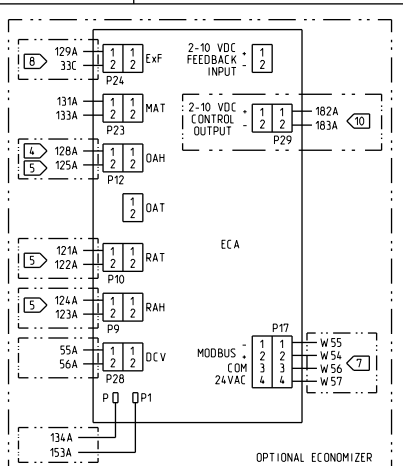 129A 1 1 ExF
8
33C 2 2
P24
2-10 VDC + 1
FEEDBACK
INPUT - 2
131A 1 1 MAT
133A 2 2
P23
2-10 VDC + 1 1 182A
CONTROL 10
OUTPUT - 2 2 183A
P29
4 128A 1 1 OAH
5 125A 2 2
P12
1 OAT
2
ECA
121A 1 1 RAT
5
122A 2 2
P10
124A 1 1 RAH
5
123A 2 2
P9
P17
- 1 1 W55
MODBUS + 2 2 W54
7
COM 3 3 W56
24VAC 4 4 W57
55A 1 1 DCV
56A 2 2
P28
P P1
134A
153A
OPTIONAL ECONOMIZER